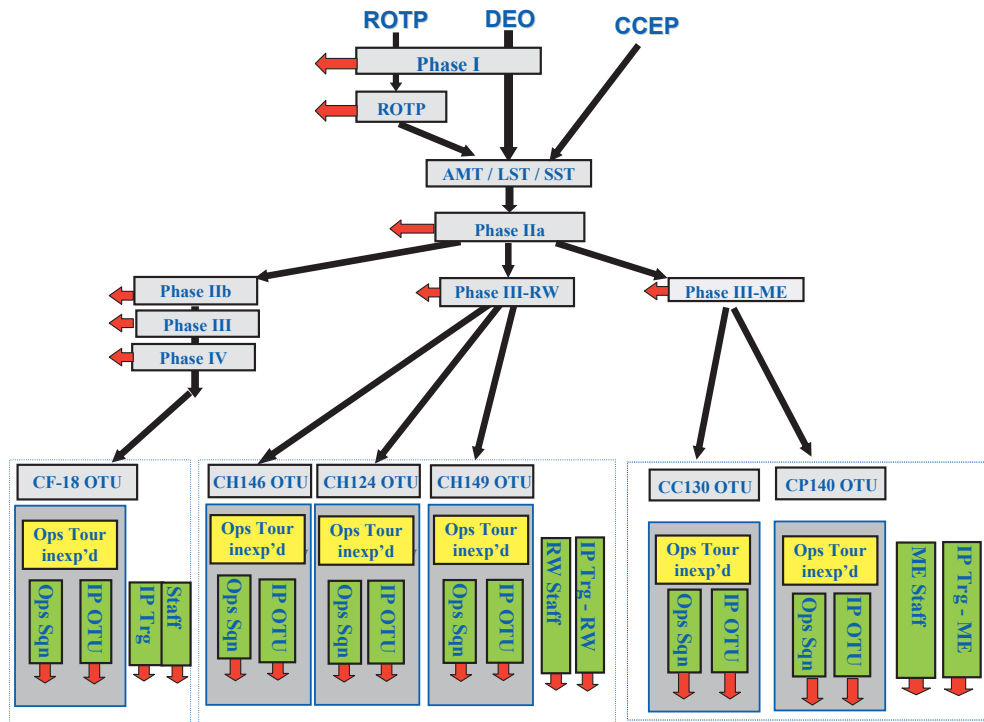 ROTP
DEO
CCEP
Phase I
ROTP
AMT / LST / SST
Phase IIa
Phase IIb
Phase III-RW
Phase III-ME
Phase III
Phase IV
CF-18 OTU
CH146 OTU
CH124 OTU
CH149 OTU
CC130 OTU
CP140 OTU
Ops Tour
inexp'd
Ops Sqn
IP OTU
IP Trg
Staff
Ops Tour
inexp'd
Ops Sqn
IP OTU
Ops Tour
inexp'd
Ops Sqn
IP OTU
Ops Tour
inexp'd
Ops Sqn
IP OTU
RW Staff
IP Trg - RW
Ops Tour
inexp'd
Ops Sqn
IP OTU
Ops Tour
inexp'd
Ops Sqn
IP OTU
ME Staff
IP Trg - ME